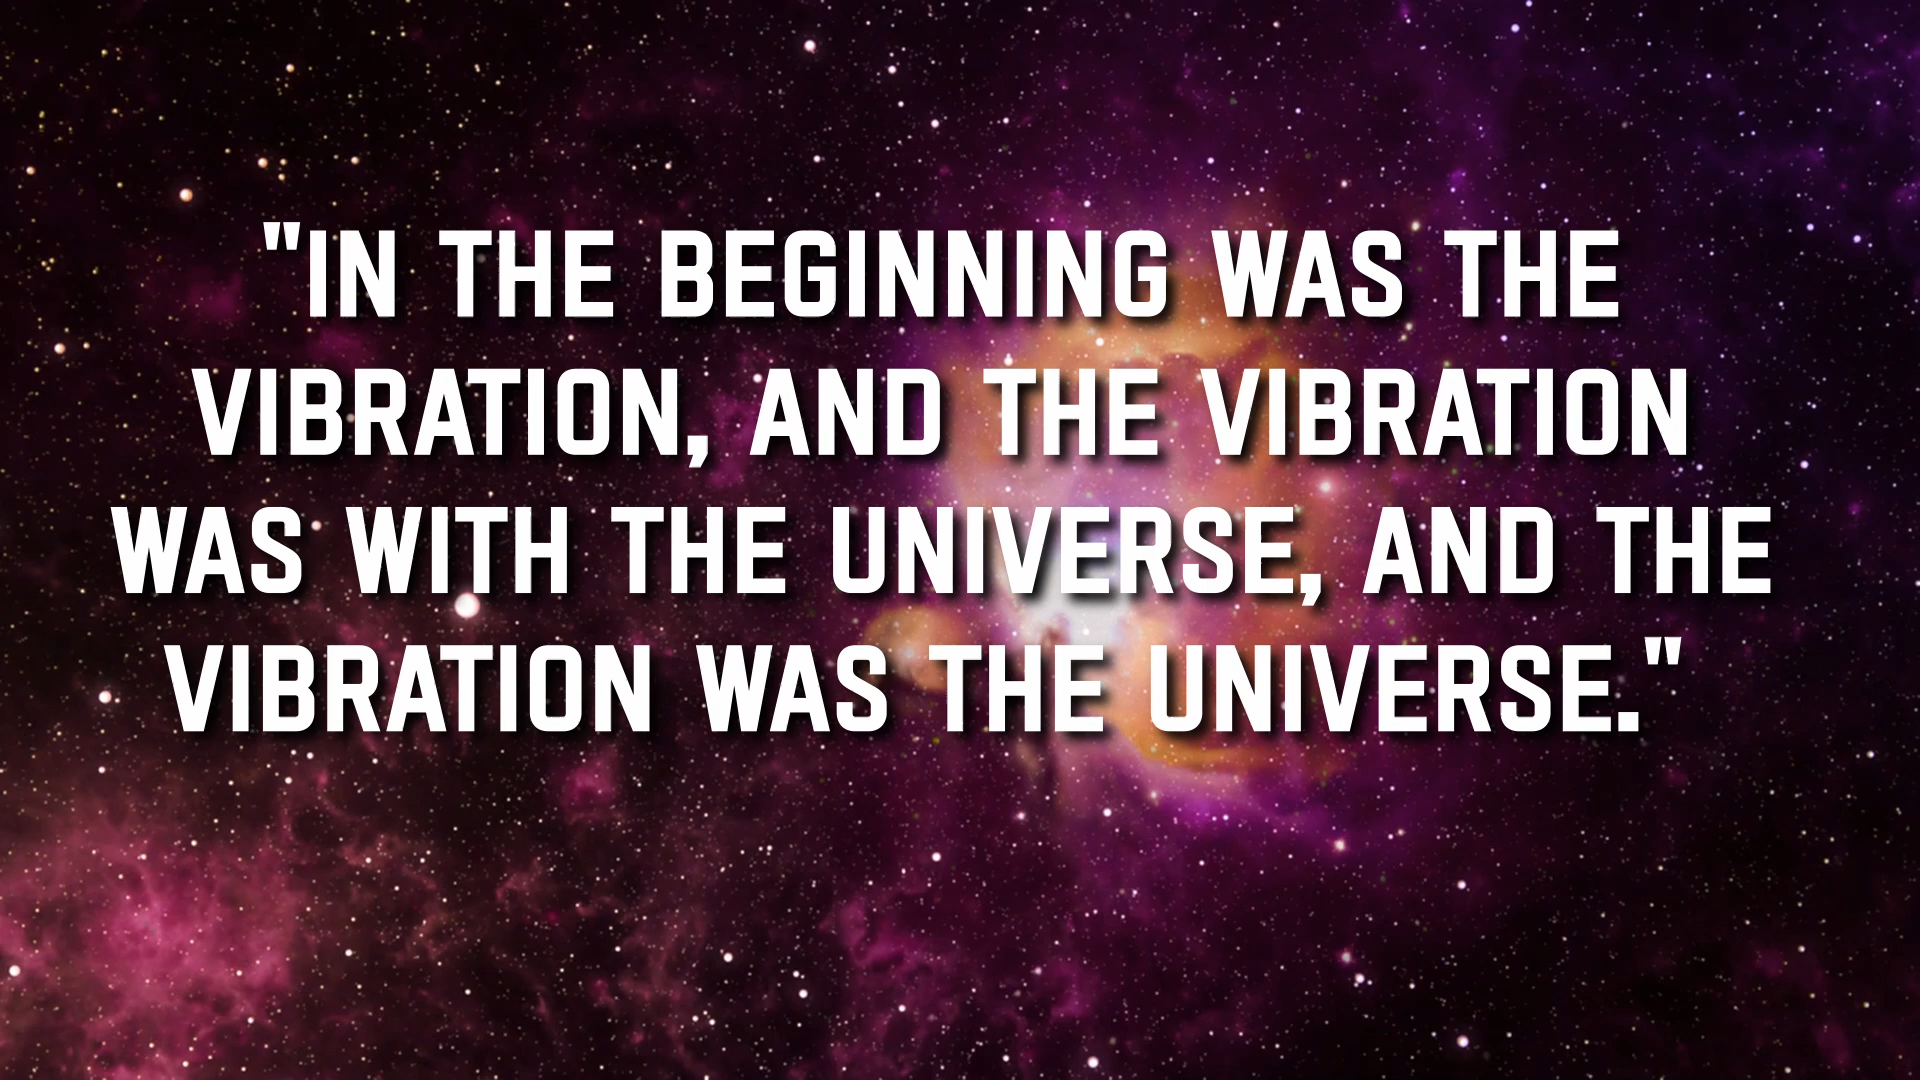 "IN THE BEGINNING WAS THE
VIBRATION, AND THE VIBRATION
WAS WITH THE UNIVERSE, AND THE
VIBRATION WAS THE UNIVERSE."